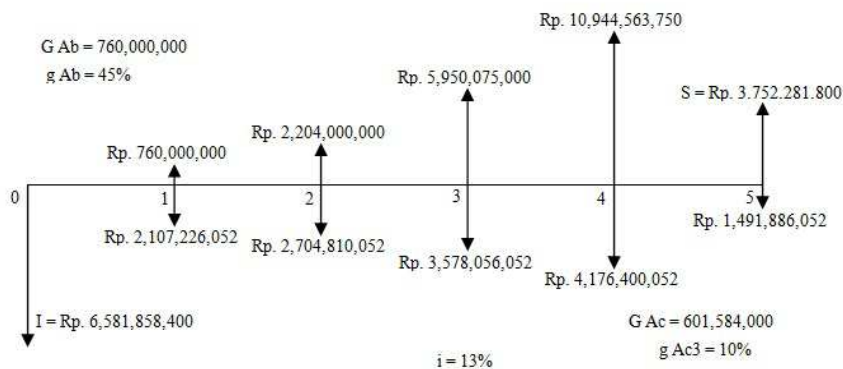 Rp. 10,944,563,750
G Ab = 760,000,000
g Ab = 45%
Rp. 5,950,075,000
S = Rp. 3.752.281.800
Rp. 2,204,000,000
Rp. 760,000,000
0
1
2
3
4
5
Rp. 2,107,226,052
Rp. 2,704,810,052
Rp. 3,578,056,052
Rp. 4,176,400,052
Rp. 1,491,886,052
I = Rp. 6,581,858,400
G Ac = 601,584,000
g Ac3 = 10%
i = 13%